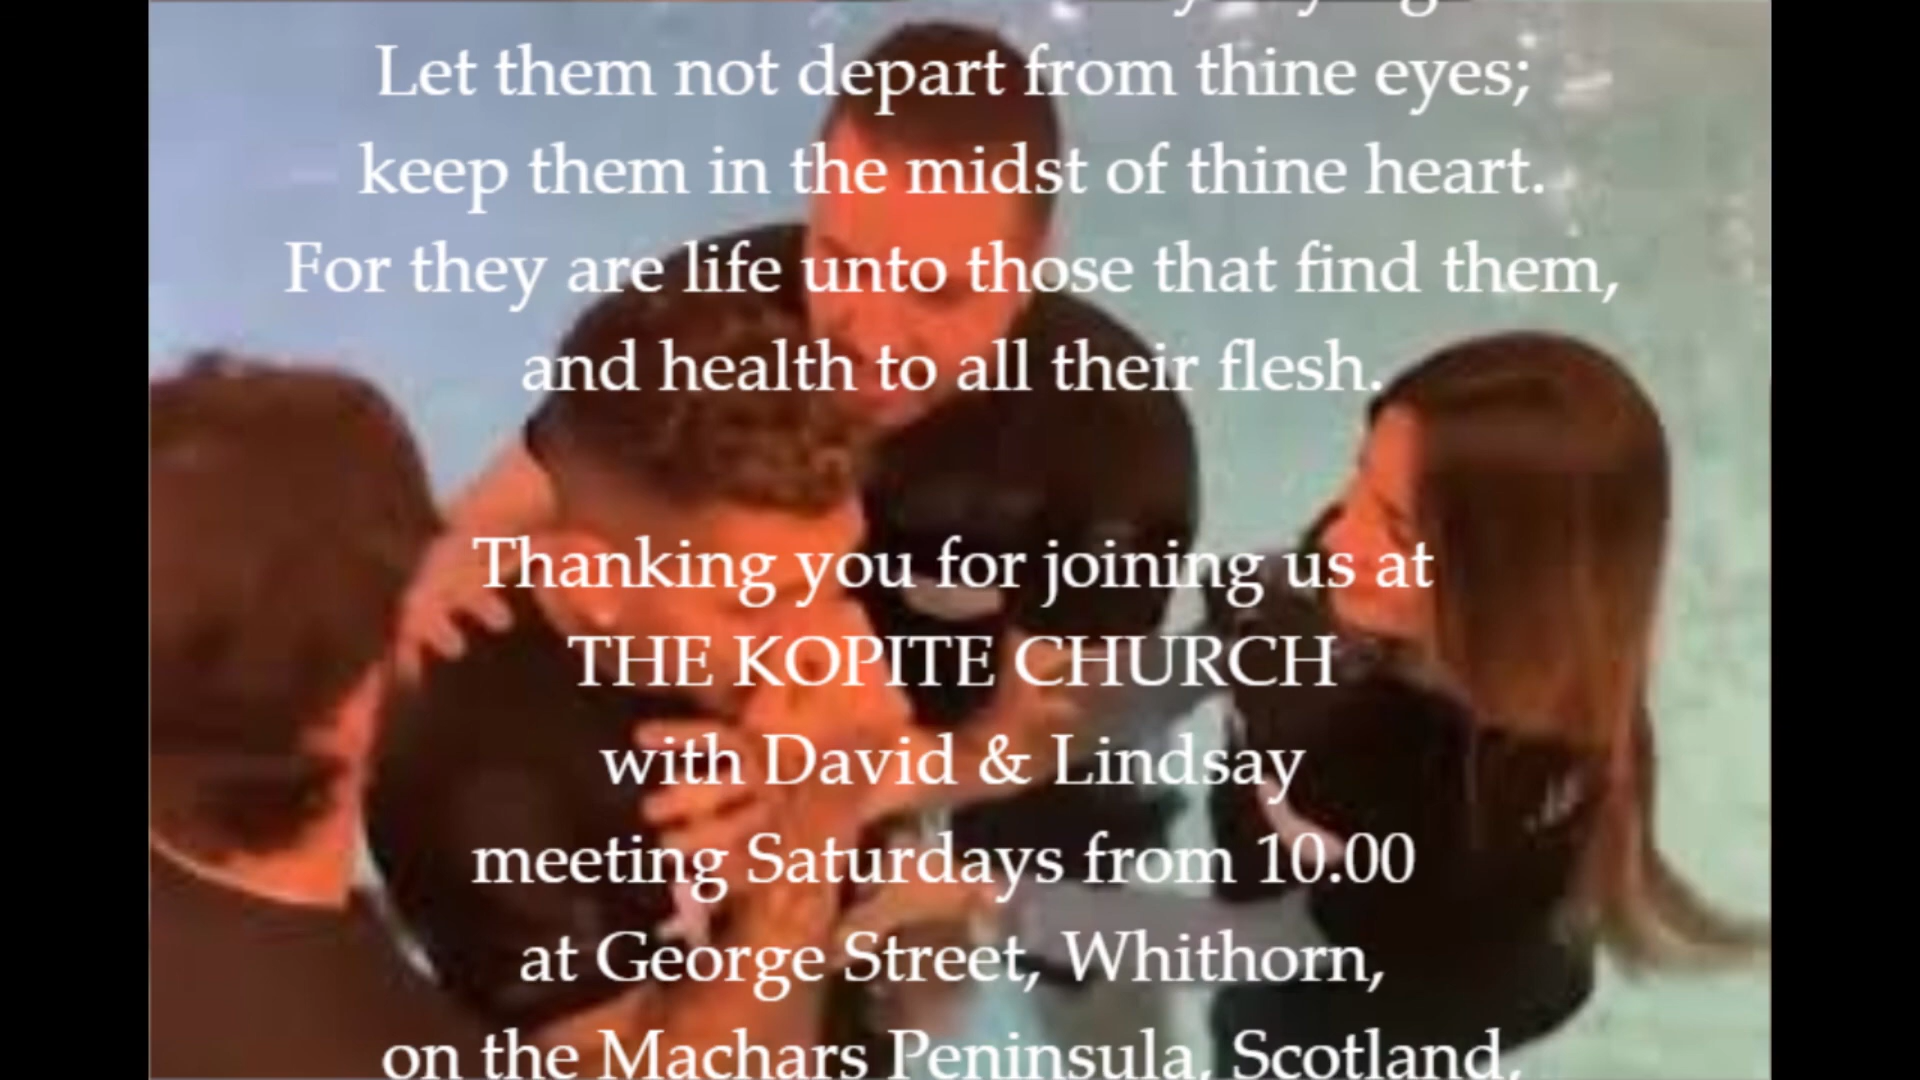 Let them not depart from thine eyes;
keep them in the midst of thine heart.
For they are life unto those that find them,
and health to all their flesh.
Thanking you for joining us at
THE KOPITE CHURCH
with David & Lindsay
meeting Saturdays from 10.00
at George Street, Whithorn,
on the Machars Peninsula, Scotland,